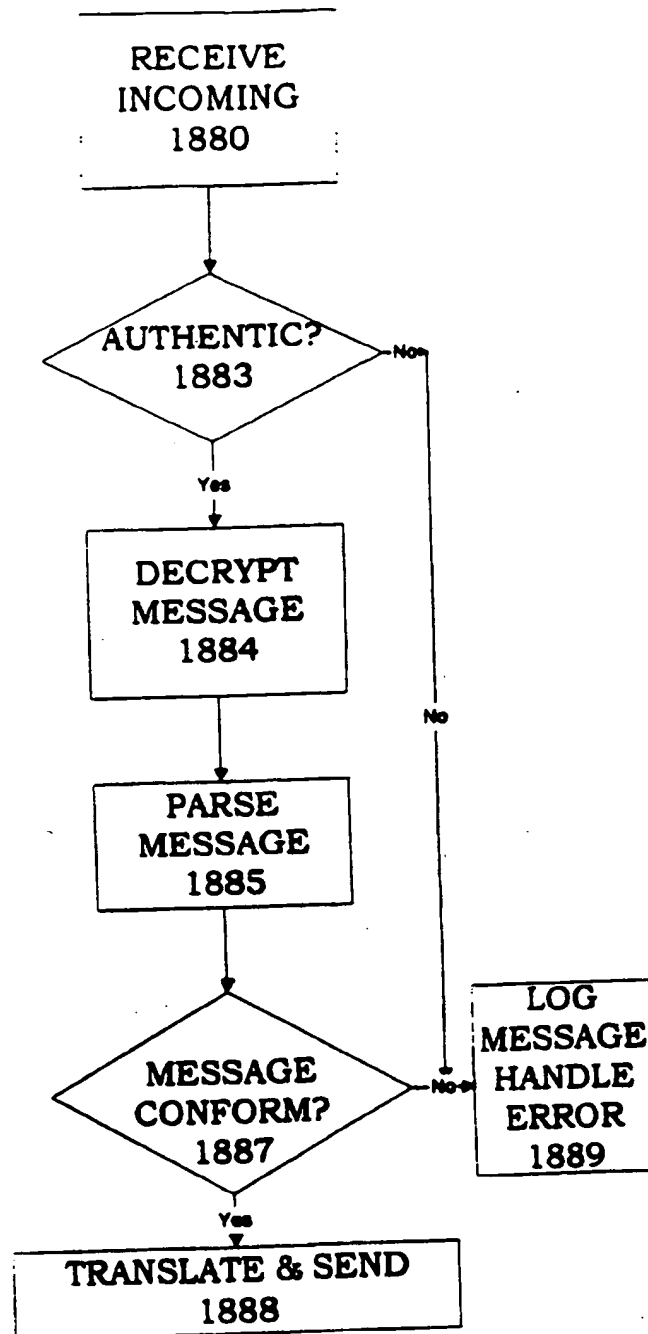 RECEIVE
INCOMING
1880
AUTHENTIC?
1883
No
Yes
DECRYPT
MESSAGE
1884
No
PARSE
MESSAGE
1885
MESSAGE
CONFORM?
1887
No
LOG
MESSAGE
HANDLE
ERROR
1889
Yes
TRANSLATE & SEND
1888